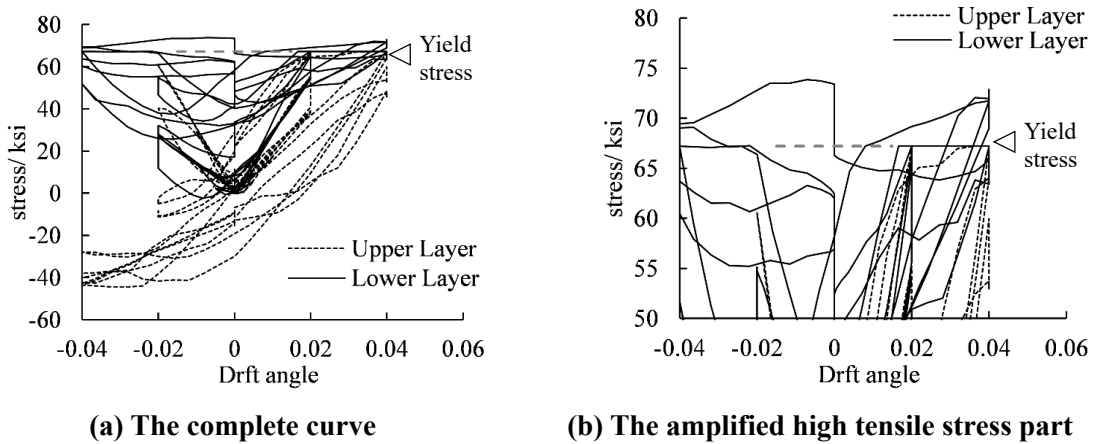 80
60
40
20
0
-20
-40
-60
stress/ ksi
Yield
stress
Upper Layer
Lower Layer
-0.04 -0.02 0 0.02 0.04 0.06
Drft angle
(a) The complete curve
80
75
70
65
60
55
50
stress/ ksi
Upper Layer
Lower Layer
Yield
stress
-0.04 -0.02 0 0.02 0.04 0.06
Drft angle
(b) The amplified high tensile stress part